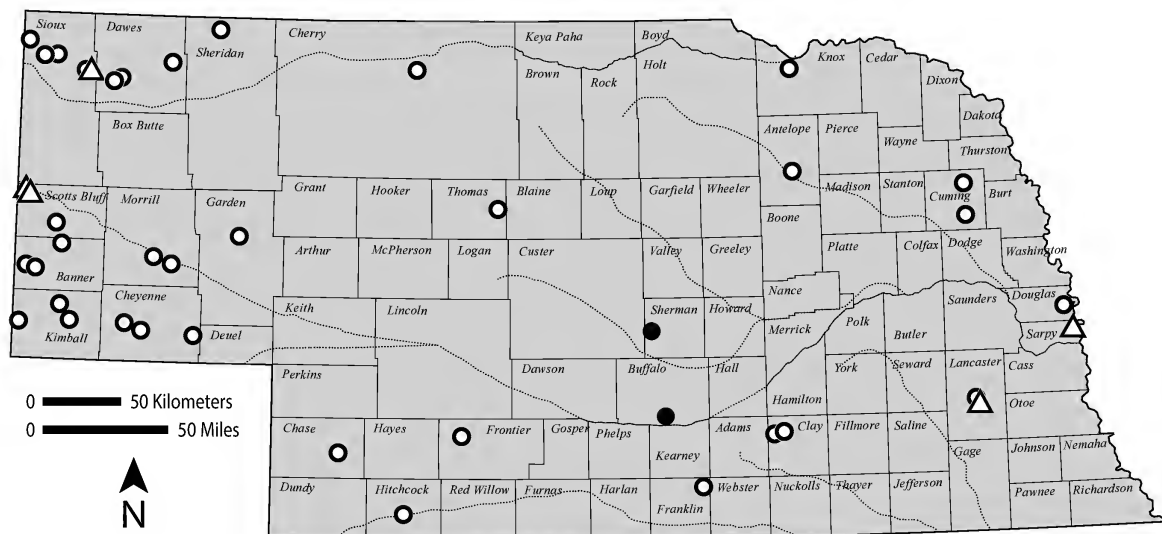 Sioux Dawes Sheridan Cherry Keya Paha Boyd
Brown Rock Holt Knox Cedar Dixon
Dakota
Box Butte Antelope Pierce Wayne Thurston
Scotts Bluff Morrill Garden Grant Hooker Thomas Blaine Loup Garfield Wheeler Madison Stanton Cuming Burt
Boone
Banner Arthur McPherson Logan Custer Valley Greeley Platte Colfax Dodge Washington
Cheyenne Nance Douglas
Kimball Deuel Keith Lincoln Sherman Howard Merrick Polk Butler Saunders Sarpy
Perkins Dawson Buffalo Hall Hamilton York Seward Lancaster Cass
0 50 Kilometers
Otoe
0 50 Miles
Chase Hayes Frontier Gosper Phelps Kearney Adams Clay Fillmore Saline Gage Johnson Nemaha
N
Dundy Hitchcock Red Willow Furnas Harlan Franklin Webster Nuckolls Thayer Jefferson Pawnee Richardson